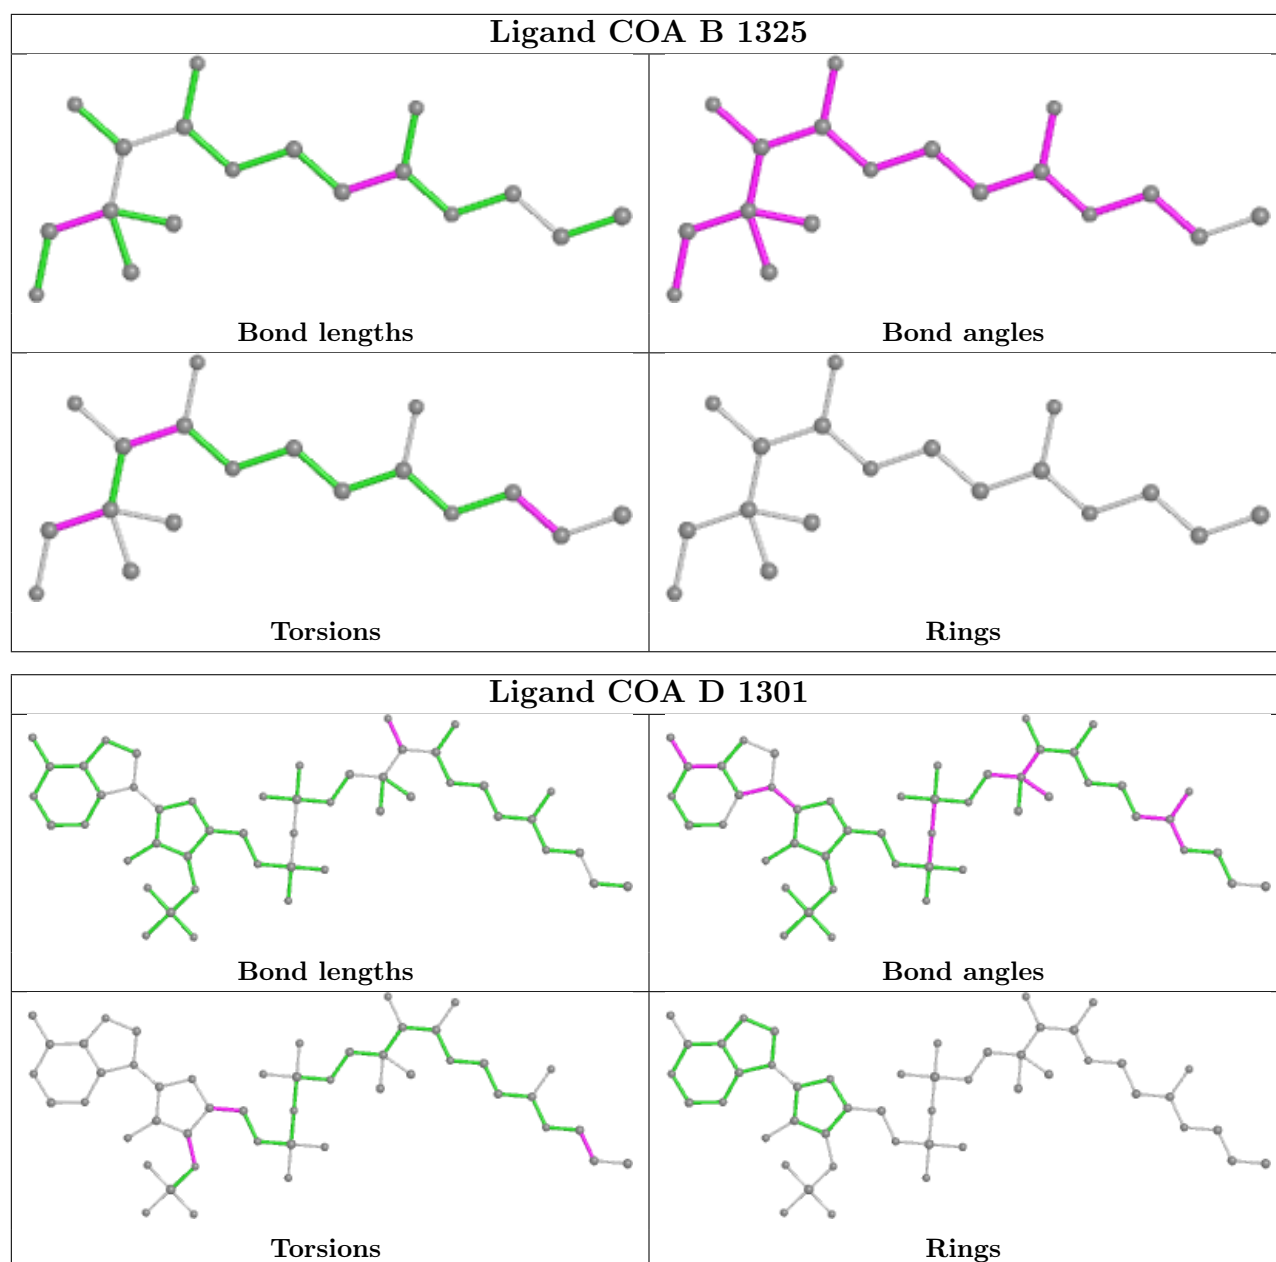 Ligand COA B 1325
Bond lengths
Bond angles
Torsions
Rings
Ligand COA D 1301
Bond lengths
Bond angles
Torsions
Rings